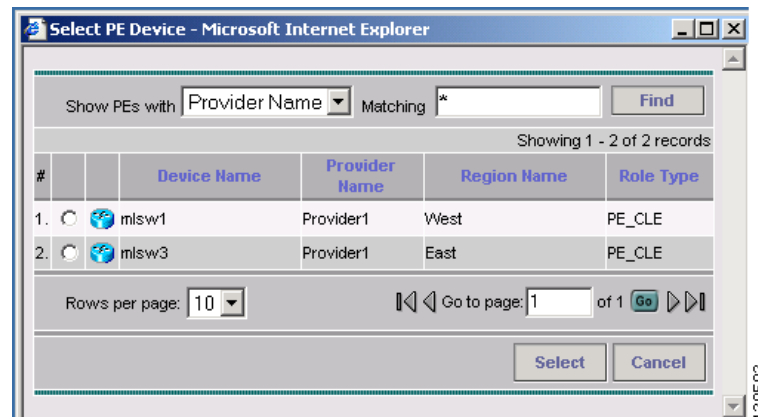 Select PE Device - Microsoft Internet Explorer
Show PEs with Provider Name Matching * Find
Showing 1 - 2 of 2 records
# Device Name Provider Name Region Name Role Type
1. mlsw1 Provider1 West PE_CLE
2. mlsw3 Provider1 East PE_CLE
Rows per page: 10 Go to page: 1 of 1 Go
Select Cancel